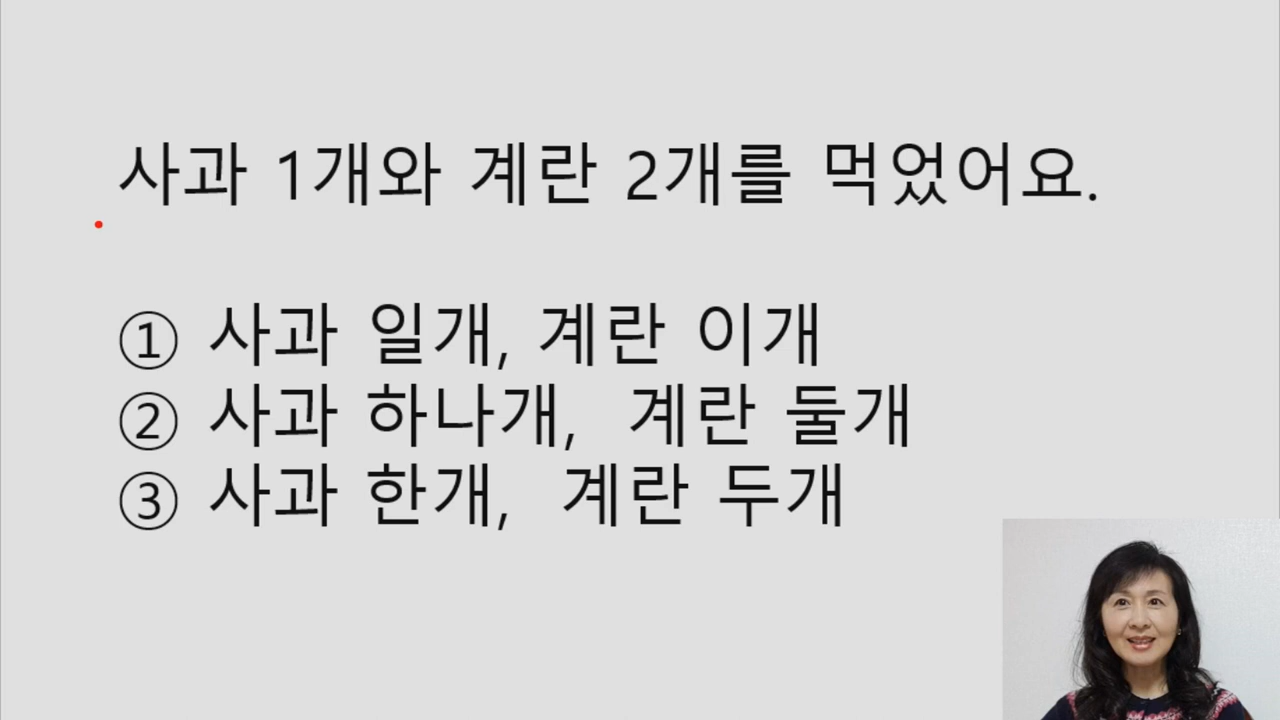 사과 1개와 계란 2개를 먹었어요.
① 사과 일개, 계란 이개
② 사과 하나개, 계란 둘개
③ 사과 한개, 계란 두개